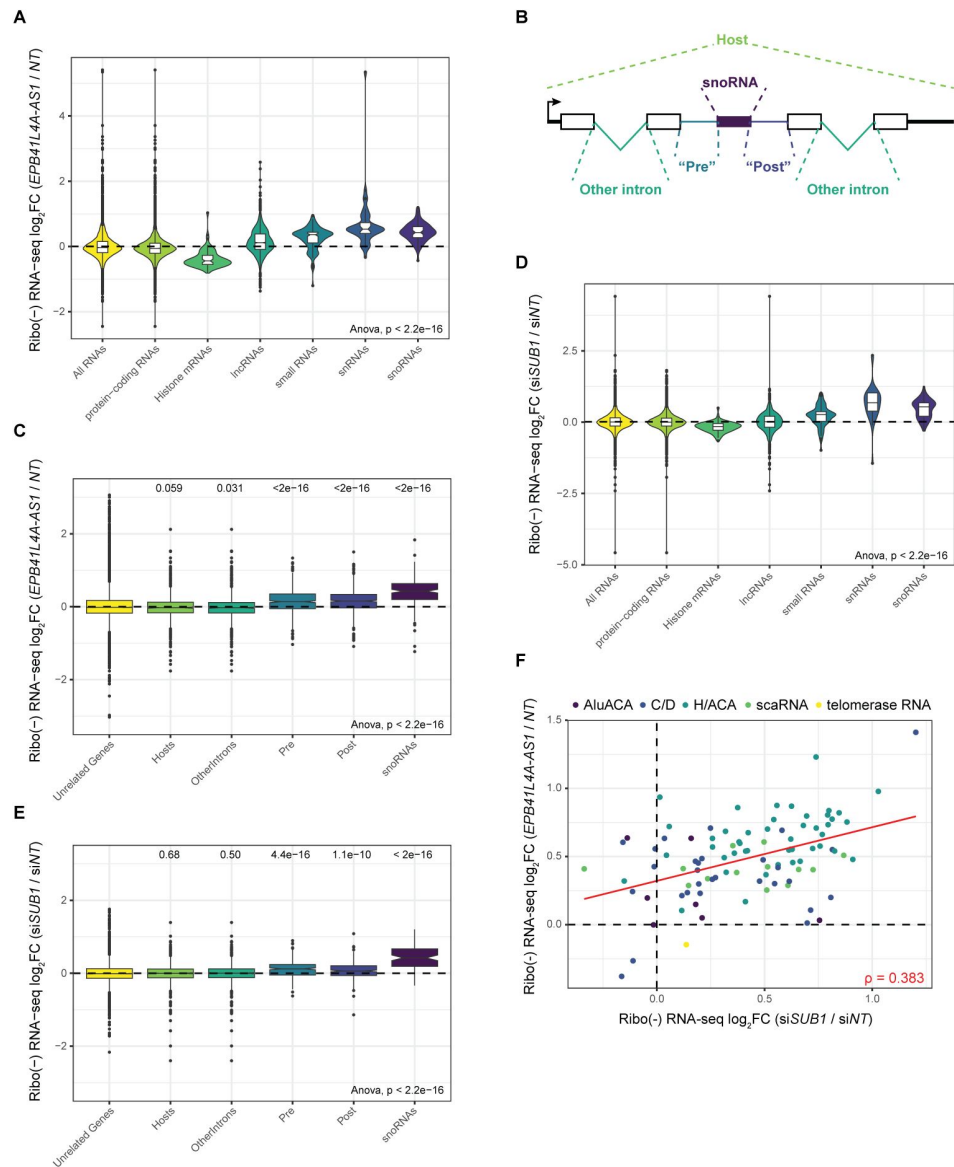 A
Ribo(−) RNA−seq log2FC (EPB41L4A-AS1 / NT)
4
2
0
−2
Anova, p < 2.2e−16
All RNAs
protein−coding RNAs
Histone mRNAs
lncRNAs
small RNAs
snRNAs
snoRNAs
B
Host
snoRNA
“Pre”
“Post”
Other intron
Other intron
C
Ribo(−) RNA−seq log2FC (EPB41L4A-AS1 / NT)
0.059 0.031 <2e−16 <2e−16 <2e−16
2
0
−2
Anova, p < 2.2e−16
Unrelated Genes
Hosts
OtherIntrons
Pre
Post
snoRNAs
D
Ribo(−) RNA−seq log2FC (siSUB1 / siNT)
2.5
0.0
−2.5
−5.0
Anova, p < 2.2e−16
All RNAs
protein−coding RNAs
Histone mRNAs
lncRNAs
small RNAs
snRNAs
snoRNAs
E
Ribo(−) RNA−seq log2FC (siSUB1 / siNT)
0.68 0.50 4.4e−16 1.1e−10 < 2e−16
2
0
−2
Anova, p < 2.2e−16
Unrelated Genes
Hosts
OtherIntrons
Pre
Post
snoRNAs
F
AluACA C/D H/ACA scaRNA telomerase RNA
Ribo(−) RNA−seq log2FC (EPB41L4A-AS1 / NT)
1.5
1.0
0.5
0.0
ρ = 0.383
0.0 0.5 1.0
Ribo(-) RNA-seq log2FC (siSUB1 / siNT)